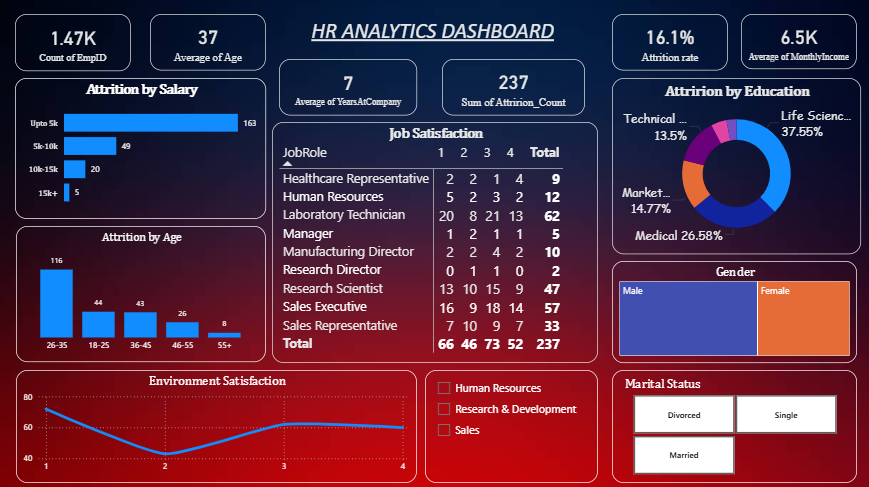 HR ANALYTICS DASHBOARD
1.47K
Count of EmpID
37
Average of Age
7
Average of YearsAtCompany
237
Sum of Attririon_Count
16.1%
Attrition rate
6.5K
Average of MonthlyIncome
Attrition by Salary
Upto 5k 163
5k-10k 49
10k-15k 20
15k+ 5
Attrition by Age
116 44 43 26 8
26-35 18-25 36-45 46-55 55+
Job Satisfaction
JobRole 1 2 3 4 Total
Healthcare Representative 2 2 1 4 9
Human Resources 5 2 3 2 12
Laboratory Technician 20 8 21 13 62
Manager 1 2 1 1 5
Manufacturing Director 2 2 4 2 10
Research Director 0 1 1 0 2
Research Scientist 13 10 15 9 47
Sales Executive 16 9 18 14 57
Sales Representative 7 10 9 7 33
Total 66 46 73 52 237
Attririon by Education
Technical ...
13.5%
Life Scienc...
37.55%
Market...
14.77%
Medical 26.58%
Gender
Male Female
Environment Satisfaction
80
60
40
1 2 3 4
Human Resources
Research & Development
Sales
Marital Status
Divorced Single
Married